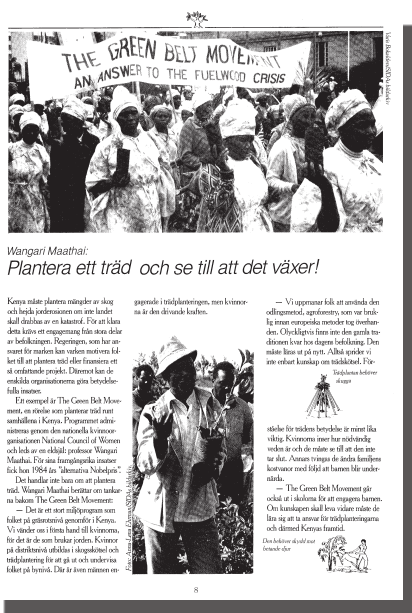 THE GREEN BELT MOVEMENT
AN ANSWER TO THE FUELWOOD CRISIS
Wangari Maathai:
Plantera ett träd och se till att det växer!
Kenya måste plantera mängder av skog
och hejda jorderosionen om inte landet
skall drabbas av en katastrof. För att klara
detta krävs ett engagemang från stora delar
av befolkningen. Regeringen, som har an-
svaret för marken kan varken motivera fol-
ket till att plantera träd eller finansiera ett
så omfattande projekt. Däremot kan de
enskilda organisationerna göra betydelse-
fulla insatser.
Ett exempel är The Green Belt Move-
ment, en rörelse som planterar träd runt
samhällena i Kenya. Programmet admi-
nistreras genom den nationella kvinnoor-
ganisationen National Council of Women
och leds av en eldsjäl: professor Wangari
Maathai. För sina framgångsrika insatser
fick hon 1984 års "alternativa Nobelpris".
Det handlar inte bara om att plantera
träd. Wangari Maathai berättar om tankar-
na bakom The Green Belt Movement:
— Det är ett stort miljöprogram som
folket på gräsrotsnivå genomför i Kenya.
Vi vänder oss i första hand till kvinnorna,
för det är de som brukar jorden. Kvinnor
på distriktsnivå utbildas i skogsskötsel och
trädplantering för att gå ut och undervisa
folket på bynivå. Där är även männen en-
gagerade i trädplanteringen, men kvinnor-
na är den drivande kraften.
— Vi uppmanar folk att använda den
odlingsmetod, agroforestry, som var bruk-
lig innan europeiska metoder tog överhan-
den. Olyckligtvis finns inte den gamla tra-
ditionen kvar hos dagens befolkning. Den
måste läras ut på nytt. Alltså sprider vi
inte enbart kunskap om trädskötsel. För-
Trädplantan behöver
skugga
ståelse för trädens betydelse är minst lika
viktig. Kvinnorna inser hur nödvändig
veden är och de måste se till att den inte
tar slut. Annars tvingas de ändra familjens
kostvanor med följd att barnen blir under-
närda.
— The Green Belt Movement går
också ut i skolorna för att engagera barnen.
Om kunskapen skall leva vidare måste de
lära sig att ta ansvar för trädplanteringarna
och därmed Kenyas framtid.
Den behöver skydd mot
betande djur
8